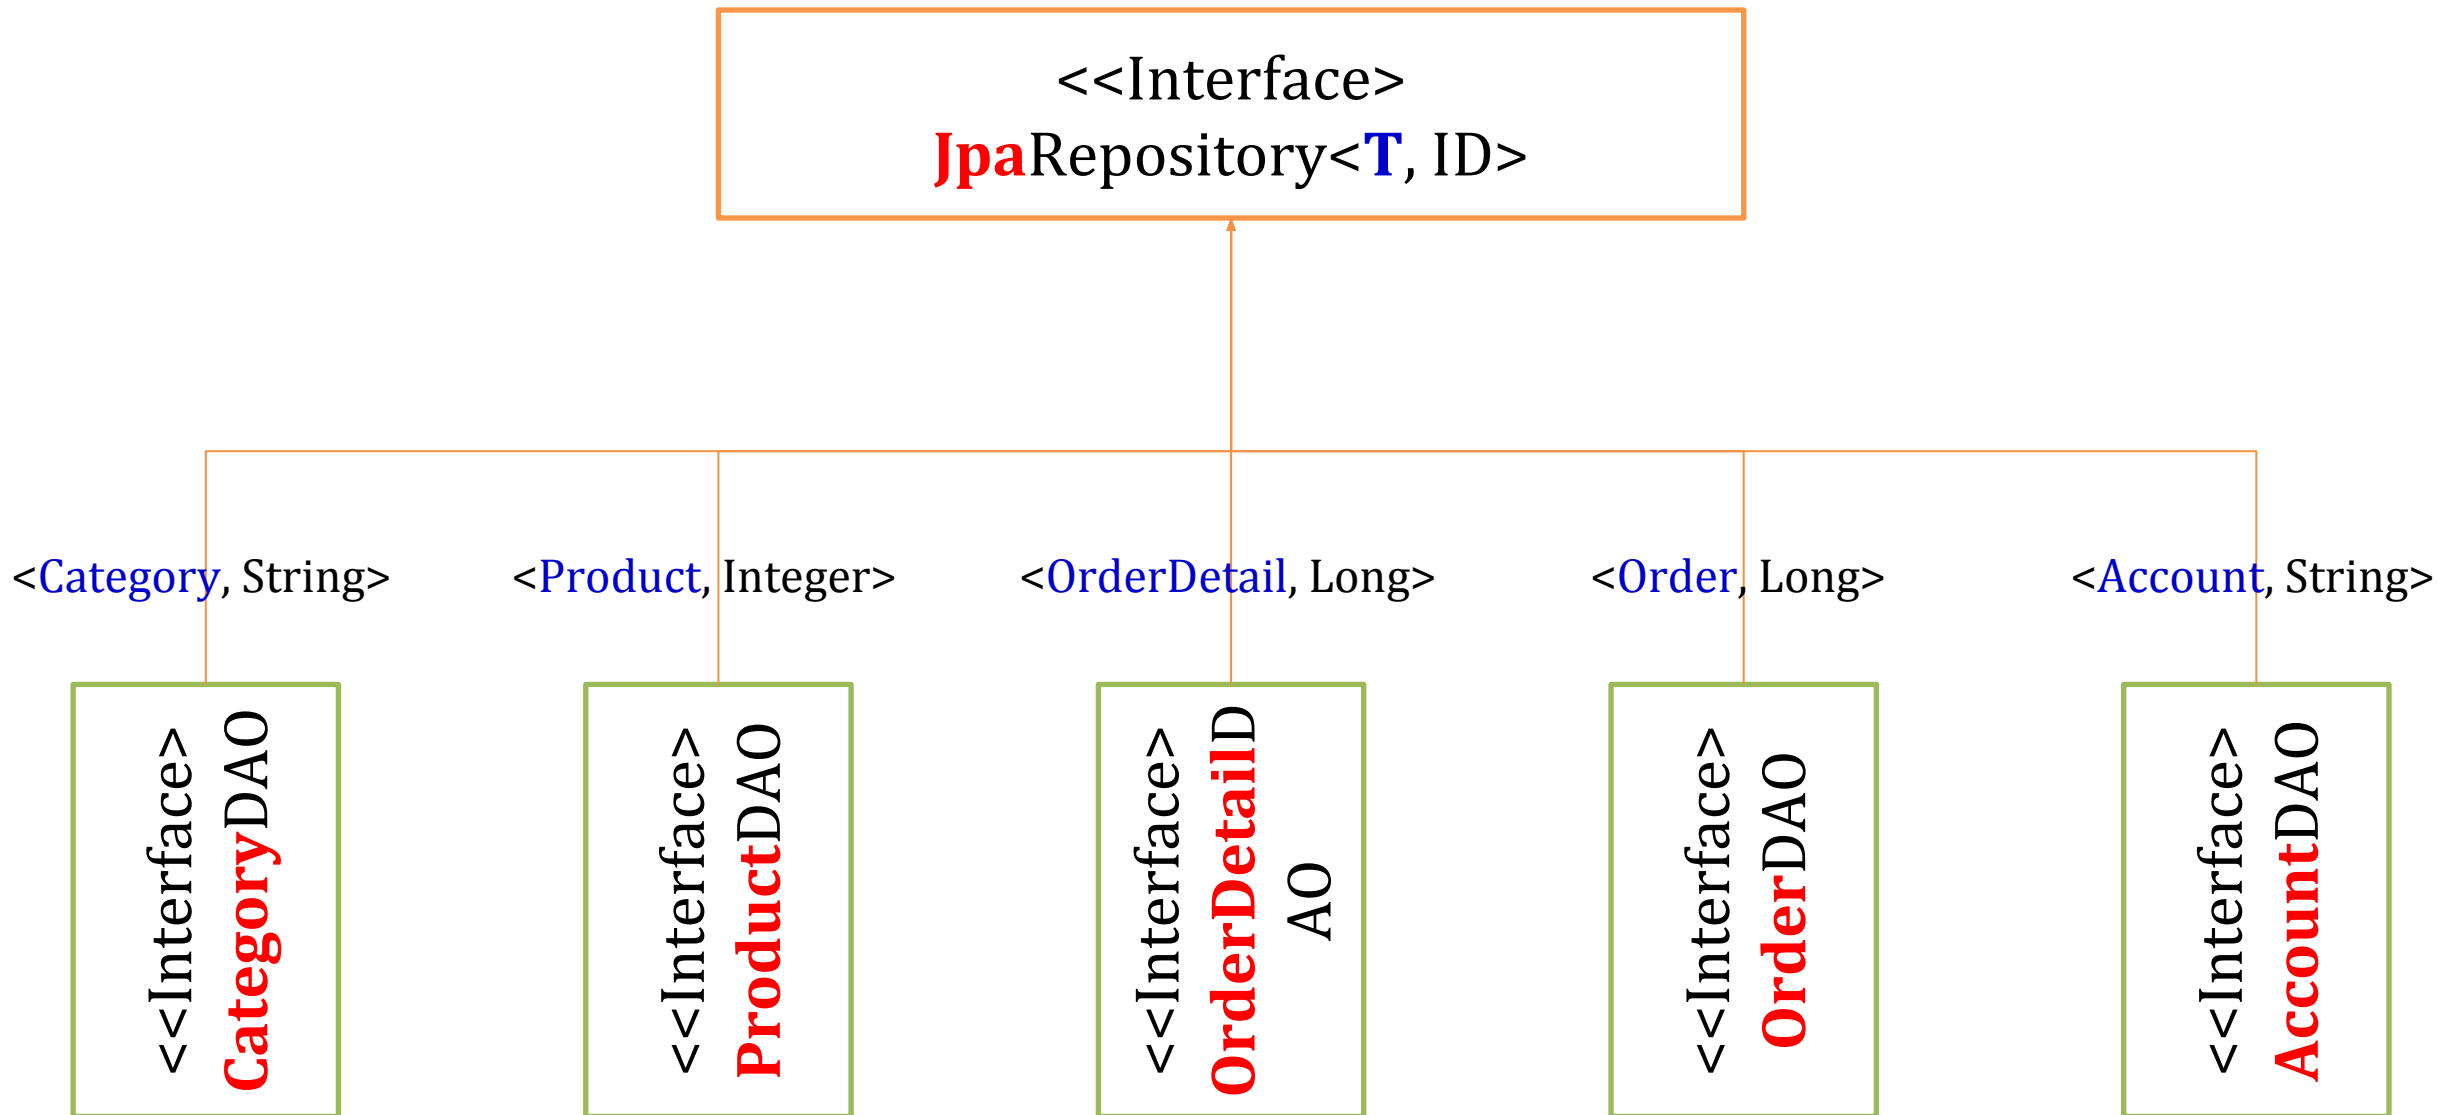 <<Interface>
JpaRepository<T, ID>
<Category, String>
<Product, Integer>
<OrderDetail, Long>
<Order, Long>
<Account, String>
<<Interface>
CategoryDAO
<<Interface>
ProductDAO
<<Interface>
OrderDetailD
AO
<<Interface>
OrderDAO
<<Interface>
AccountDAO